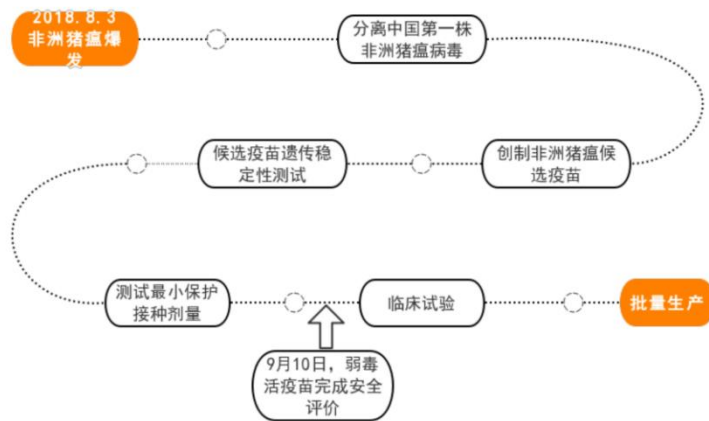 2018.8.3
非洲猪瘟爆
发
分离中国第一株
非洲猪瘟病毒
候选疫苗遗传稳
定性测试
创制非洲猪瘟候
选疫苗
测试最小保护
接种剂量
临床试验
批量生产
9月10日，弱毒
活疫苗完成安全
评价